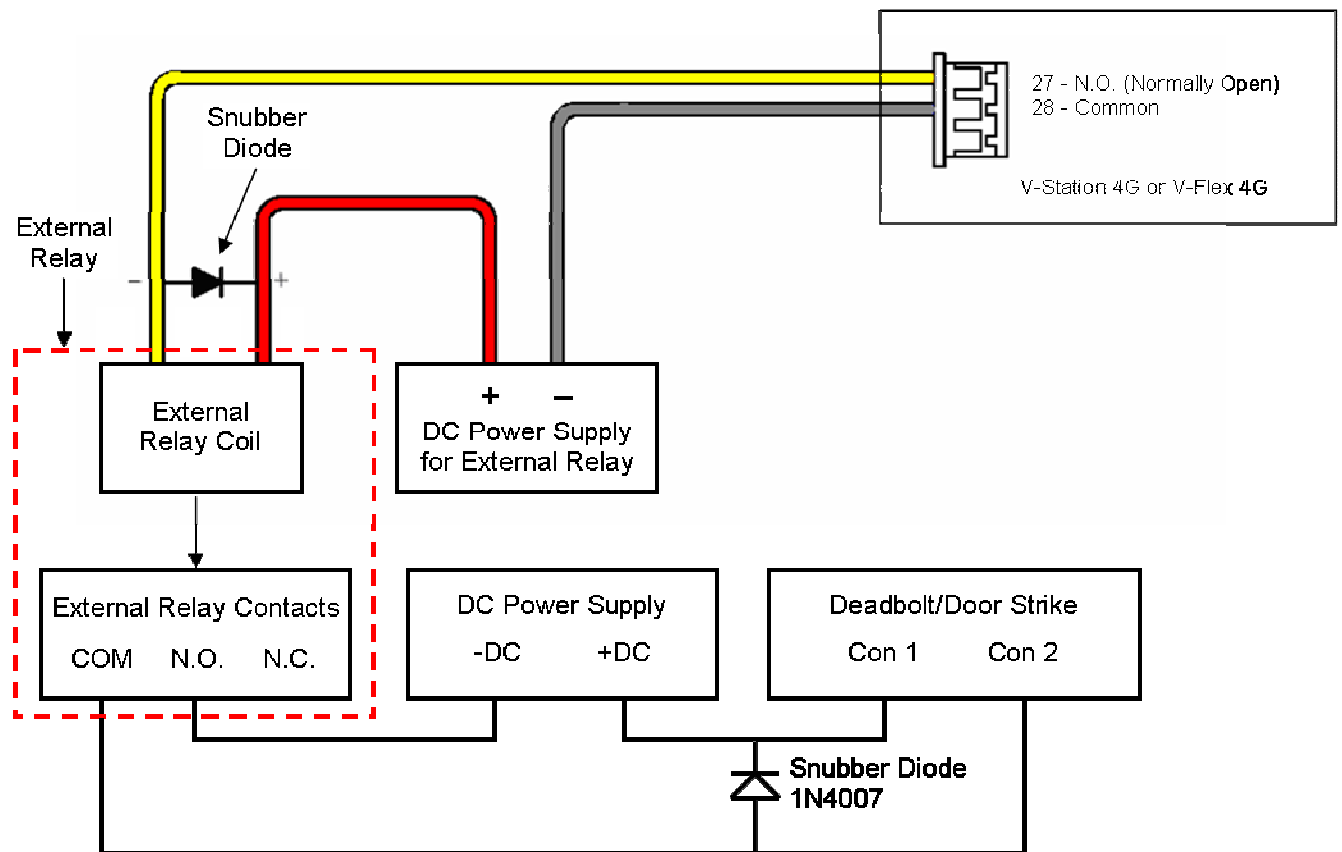 27 - N.O. (Normally Open)
28 - Common
V-Station 4G or V-Flex 4G
Snubber
Diode
External
Relay
-
+
External
Relay Coil
+ –
DC Power Supply
for External Relay
External Relay Contacts
COM N.O. N.C.
DC Power Supply
-DC +DC
Deadbolt/Door Strike
Con 1 Con 2
Snubber Diode
1N4007